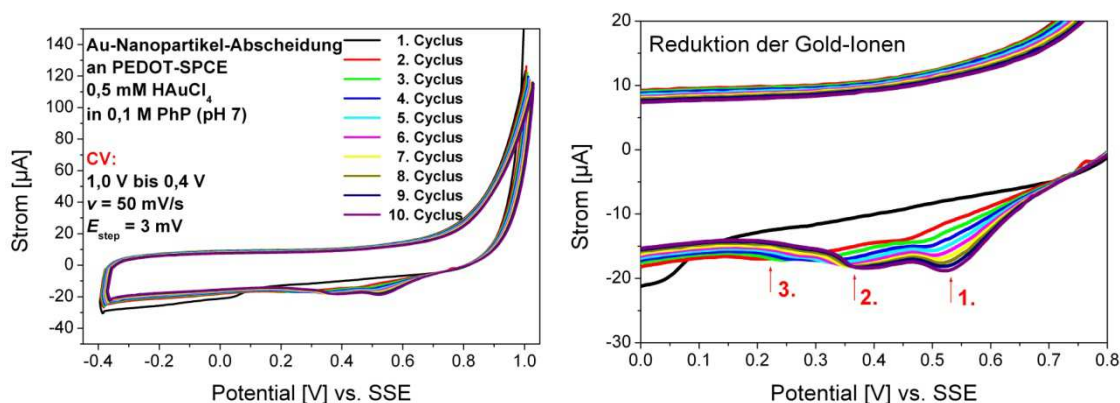 Au-Nanopartikel-Abscheidung
an PEDOT-SPCE
0,5 mM HAuCl4
in 0,1 M PhP (pH 7)
CV:
1,0 V bis 0,4 V
v = 50 mV/s
Estep = 3 mV
1. Cyclus
2. Cyclus
3. Cyclus
4. Cyclus
5. Cyclus
6. Cyclus
7. Cyclus
8. Cyclus
9. Cyclus
10. Cyclus
Strom [µA]
140
120
100
80
60
40
20
0
-20
-40
-0.4 -0.2 0.0 0.2 0.4 0.6 0.8 1.0
Potential [V] vs. SSE
Reduktion der Gold-Ionen
Strom [µA]
20
10
0
-10
-20
-30
3. 2. 1.
0.0 0.1 0.2 0.3 0.4 0.5 0.6 0.7 0.8
Potential [V] vs. SSE